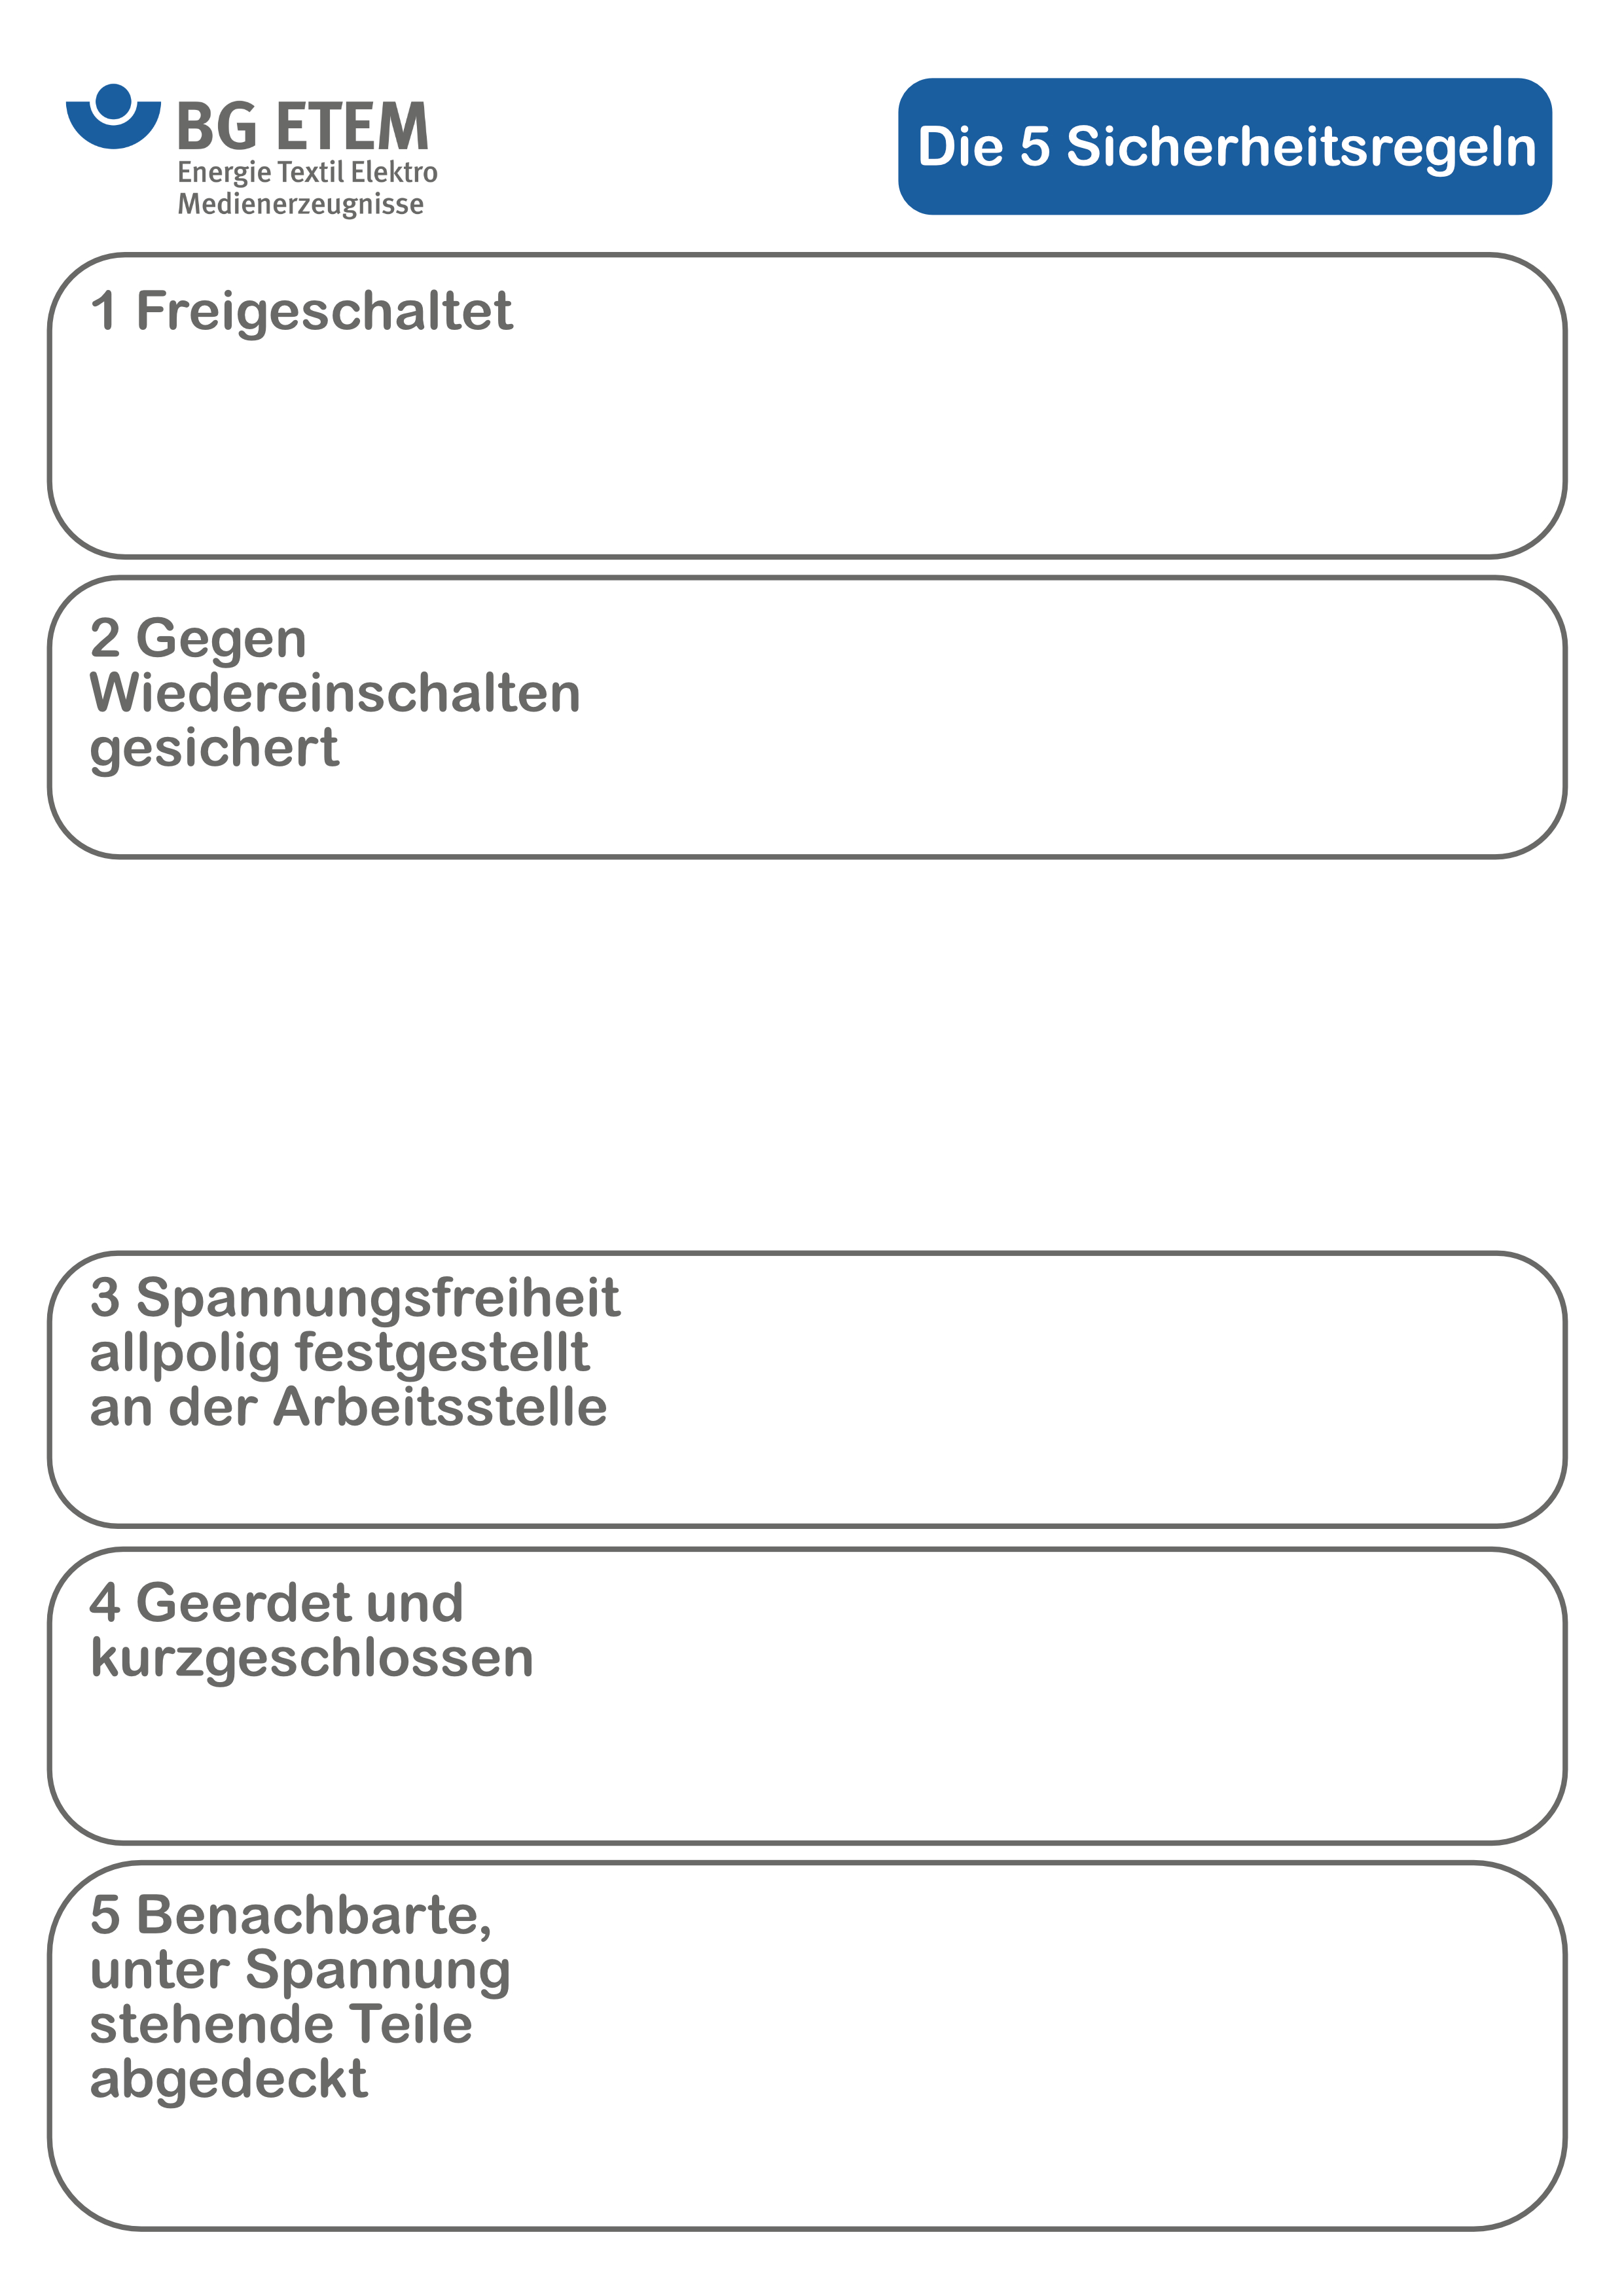 BG ETEM
Energie Textil Elektro
Medienerzeugnisse
Die 5 Sicherheitsregeln
1 Freigeschaltet
2 Gegen
Wiedereinschalten
gesichert
3 Spannungsfreiheit
allpolig festgestellt
an der Arbeitsstelle
4 Geerdet und
kurzgeschlossen
5 Benachbarte,
unter Spannung
stehende Teile
abgedeckt